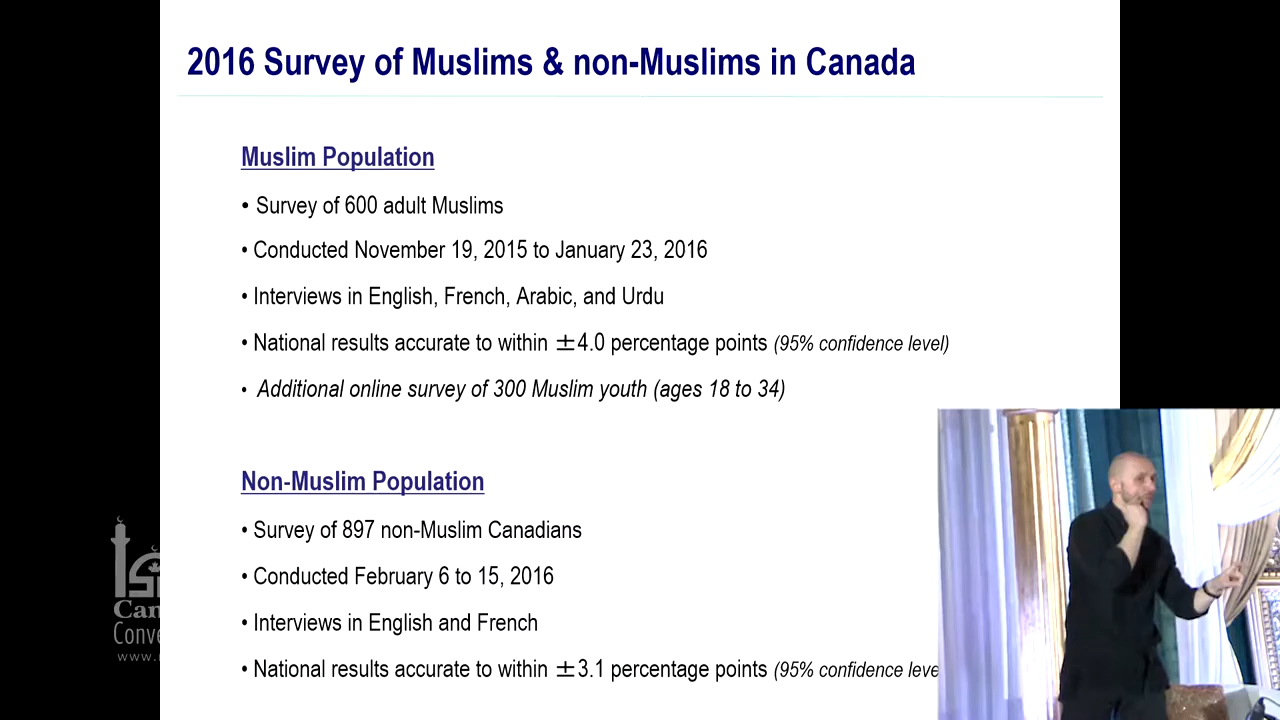 2016 Survey of Muslims & non-Muslims in Canada
Muslim Population
• Survey of 600 adult Muslims
• Conducted November 19, 2015 to January 23, 2016
• Interviews in English, French, Arabic, and Urdu
• National results accurate to within ±4.0 percentage points (95% confidence level)
• Additional online survey of 300 Muslim youth (ages 18 to 34)
Non-Muslim Population
• Survey of 897 non-Muslim Canadians
• Conducted February 6 to 15, 2016
• Interviews in English and French
• National results accurate to within ±3.1 percentage points (95% confidence leve
Can
Conve
www.